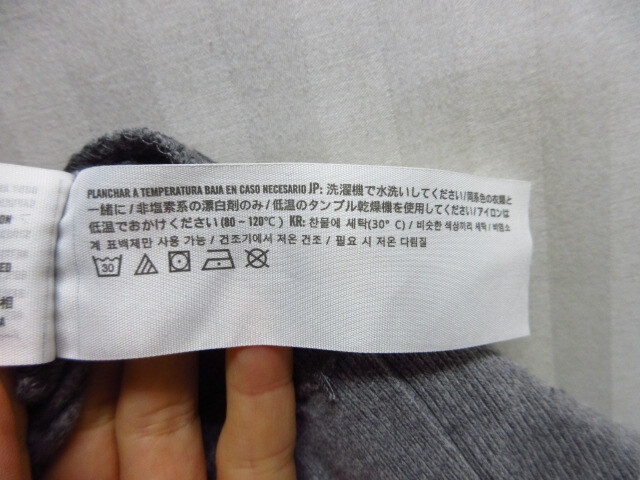 PLANCHAR A TEMPERATURA BAJA EN CASO NECESARIO JP: 洗濯機で水洗いしてください/同系色の衣類と
一緒に/非塩素系の漂白剤のみ/低温のタンブル乾燥機を使用してください/アイロンは
低温でおかけください (80-120℃) KR: 찬물에 세탁(30° C) / 비슷한 색상끼리 세탁 / 비염소
계 표백제만 사용 가능 / 건조기에서 저온 건조 / 필요 시 저온 다림질
30